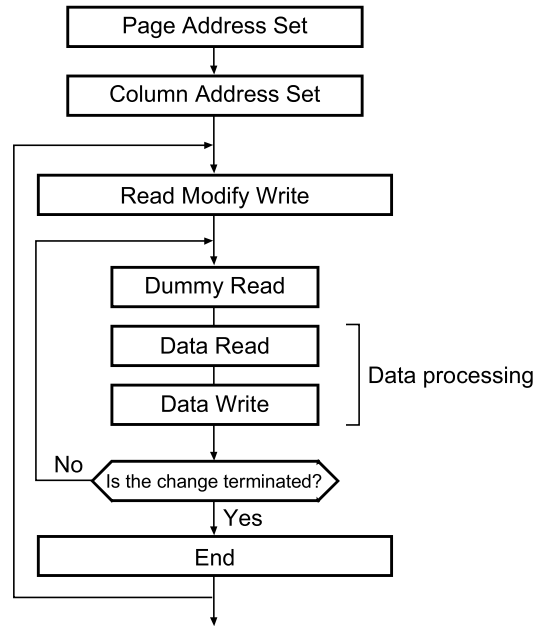 Page Address Set
Column Address Set
Read Modify Write
Dummy Read
Data Read
Data processing
Data Write
No
Is the change terminated?
Yes
End